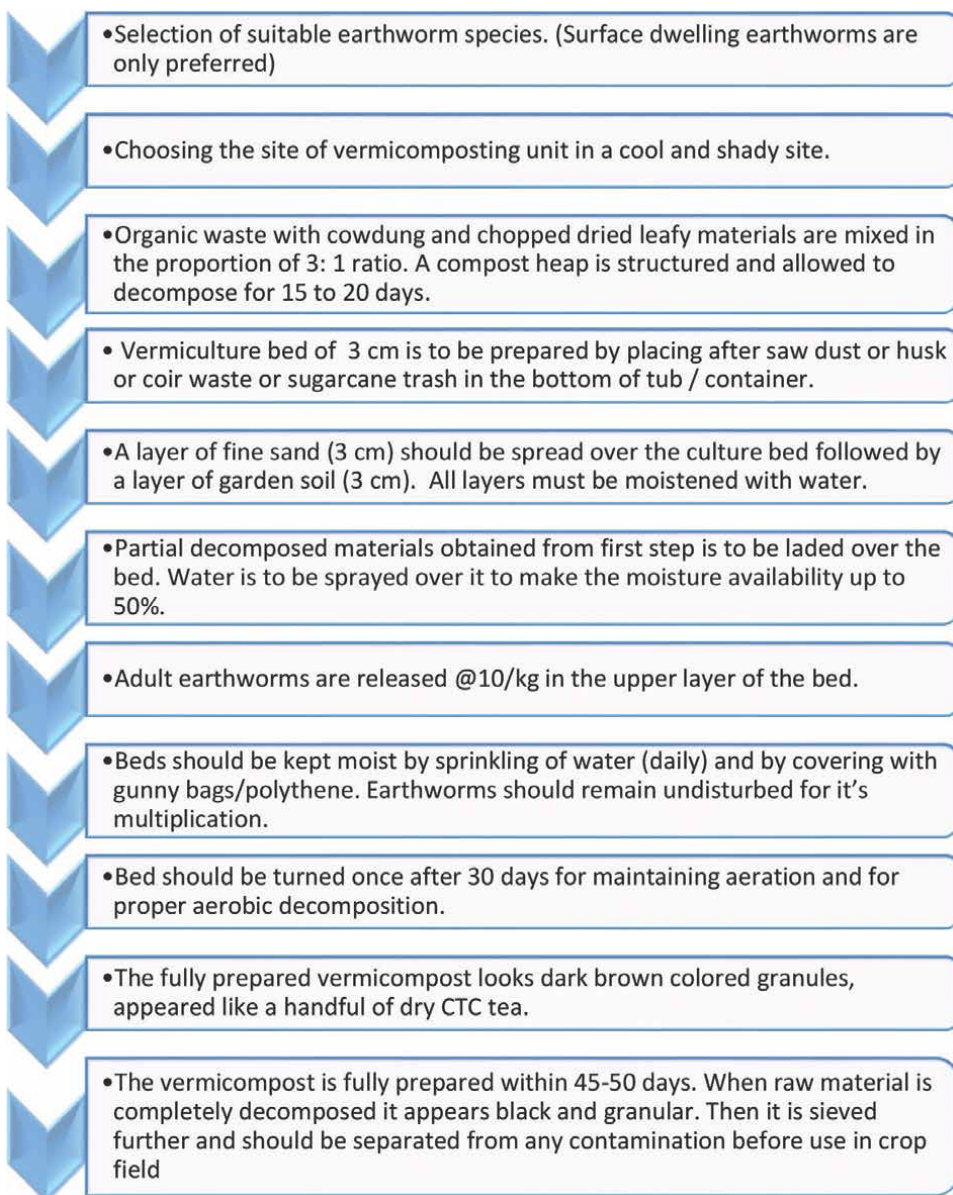 •Selection of suitable earthworm species. (Surface dwelling earthworms are
only preferred)
•Choosing the site of vermicomposting unit in a cool and shady site.
•Organic waste with cowdung and chopped dried leafy materials are mixed in
the proportion of 3: 1 ratio. A compost heap is structured and allowed to
decompose for 15 to 20 days.
• Vermiculture bed of 3 cm is to be prepared by placing after saw dust or husk
or coir waste or sugarcane trash in the bottom of tub / container.
•A layer of fine sand (3 cm) should be spread over the culture bed followed by
a layer of garden soil (3 cm). All layers must be moistened with water.
•Partial decomposed materials obtained from first step is to be laded over the
bed. Water is to be sprayed over it to make the moisture availability up to
50%.
•Adult earthworms are released @10/kg in the upper layer of the bed.
•Beds should be kept moist by sprinkling of water (daily) and by covering with
gunny bags/polythene. Earthworms should remain undisturbed for it's
multiplication.
•Bed should be turned once after 30 days for maintaining aeration and for
proper aerobic decomposition.
•The fully prepared vermicompost looks dark brown colored granules,
appeared like a handful of dry CTC tea.
•The vermicompost is fully prepared within 45-50 days. When raw material is
completely decomposed it appears black and granular. Then it is sieved
further and should be separated from any contamination before use in crop
field